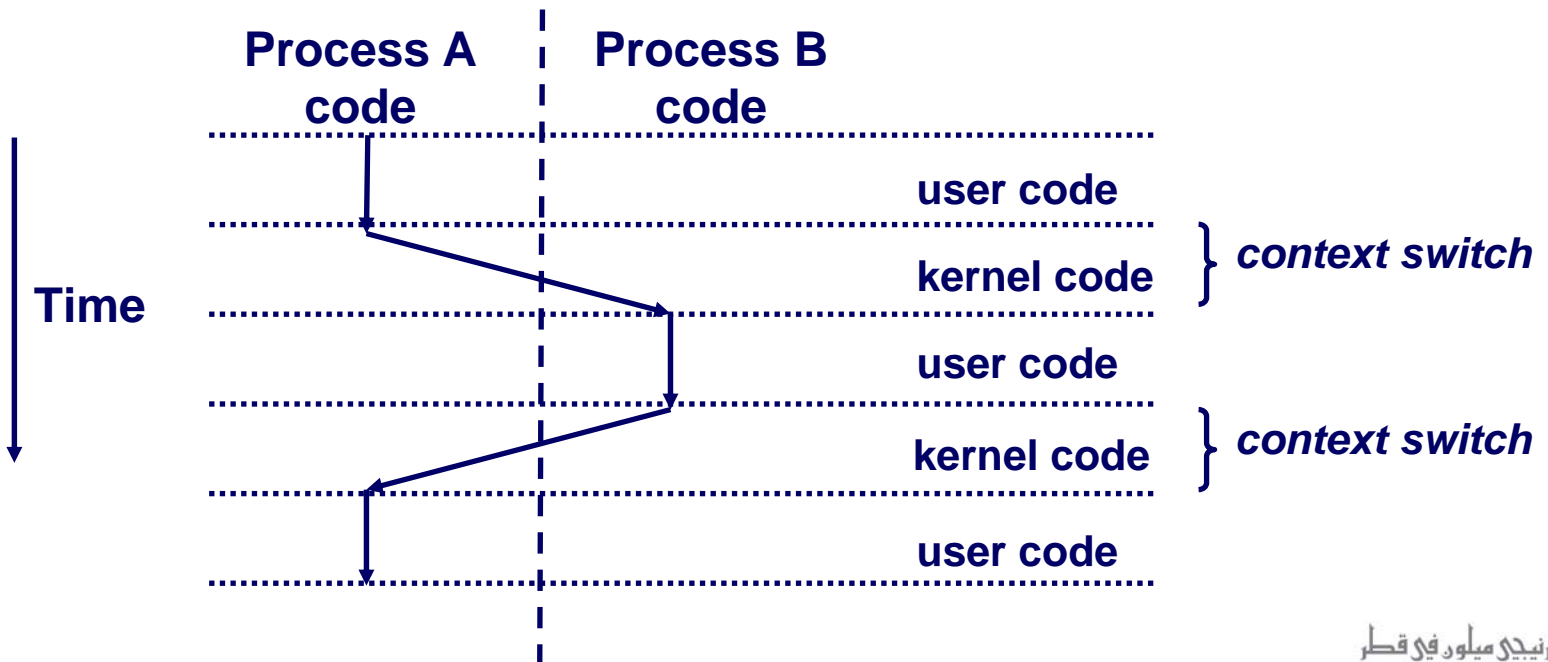 Process A
code
Process B
code
user code
kernel code
context switch
Time
user code
kernel code
context switch
user code
ميلون في قطر